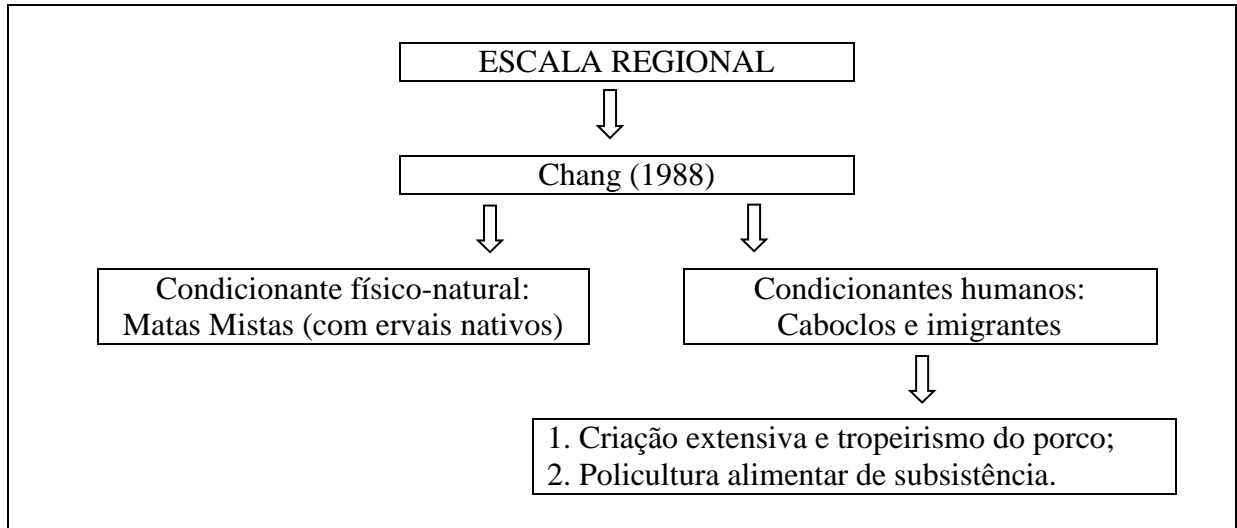 ESCALA REGIONAL
Chang (1988)
Condicionante físico-natural:
Matas Mistas (com ervais nativos)
Condicionantes humanos:
Caboclos e imigrantes
1. Criação extensiva e tropeirismo do porco;
2. Policultura alimentar de subsistência.